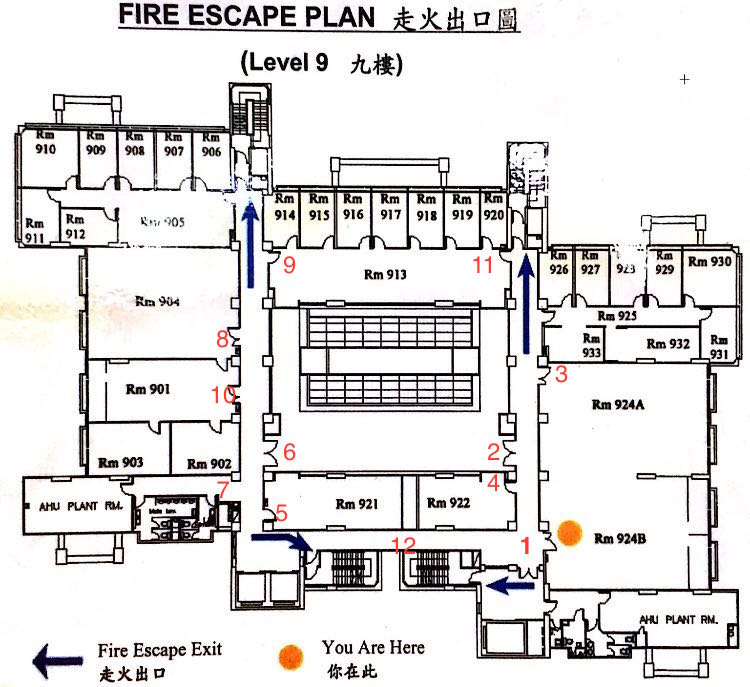 FIRE ESCAPE PLAN 走火出口圖
(Level 9 九樓)
Rm 910
Rm 909
Rm 908
Rm 907
Rm 906
Rm 911
Rm 912
Rm 905
Rm 914
Rm 915
Rm 916
Rm 917
Rm 918
Rm 919
Rm 920
9
Rm 913
11
Rm 926
Rm 927
928
Rm 929
Rm 930
Rm 925
Rm 933
Rm 932
Rm 931
Rm 904
8
3
Rm 901
10
Rm 924A
Rm 903
Rm 902
6
2
7
4
AHU PLANT RM.
5
Rm 921
Rm 922
12
1
Rm 924B
AHU PLANT RM.
Fire Escape Exit
走火出口
You Are Here
你在此